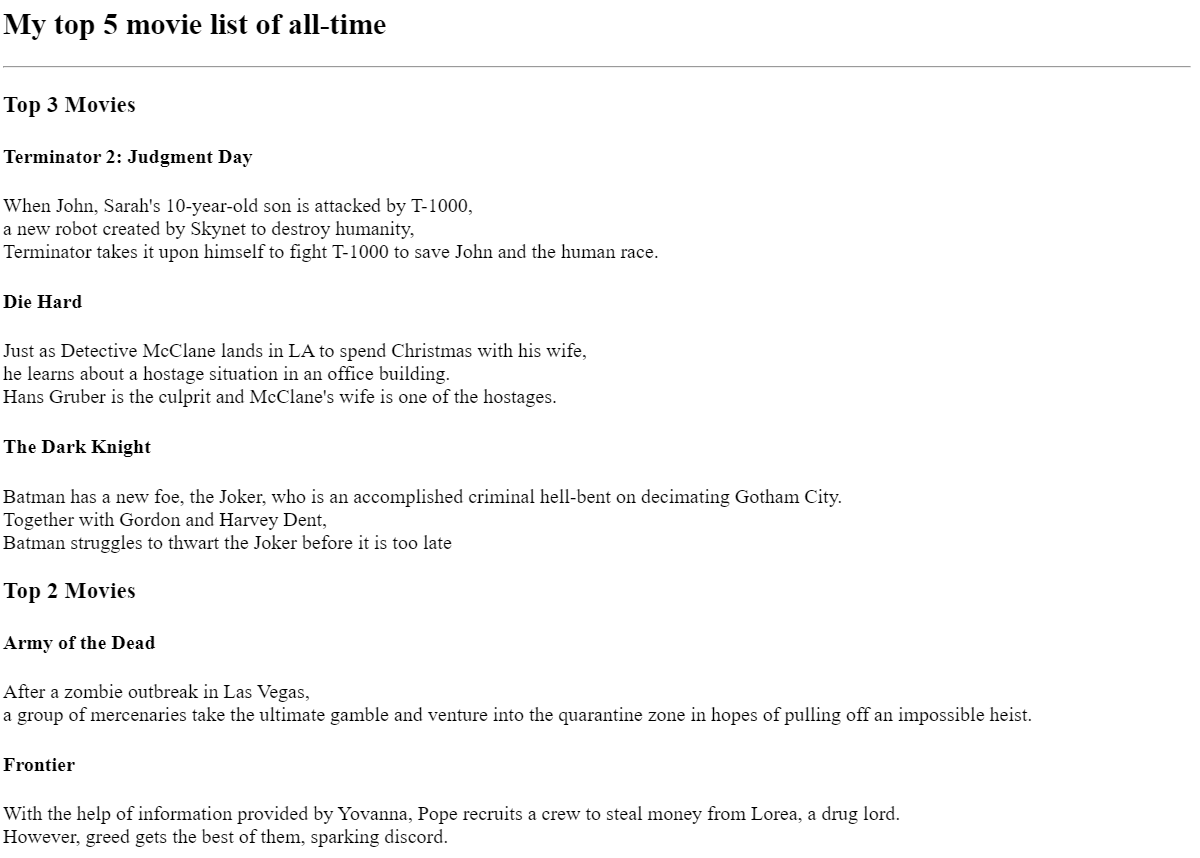 My top 5 movie list of all-time
Top 3 Movies
Terminator 2: Judgment Day
When John, Sarah's 10-year-old son is attacked by T-1000,
a new robot created by Skynet to destroy humanity,
Terminator takes it upon himself to fight T-1000 to save John and the human race.
Die Hard
Just as Detective McClane lands in LA to spend Christmas with his wife,
he learns about a hostage situation in an office building.
Hans Gruber is the culprit and McClane's wife is one of the hostages.
The Dark Knight
Batman has a new foe, the Joker, who is an accomplished criminal hell-bent on decimating Gotham City.
Together with Gordon and Harvey Dent,
Batman struggles to thwart the Joker before it is too late
Top 2 Movies
Army of the Dead
After a zombie outbreak in Las Vegas,
a group of mercenaries take the ultimate gamble and venture into the quarantine zone in hopes of pulling off an impossible heist.
Frontier
With the help of information provided by Yovanna, Pope recruits a crew to steal money from Lorea, a drug lord.
However, greed gets the best of them, sparking discord.